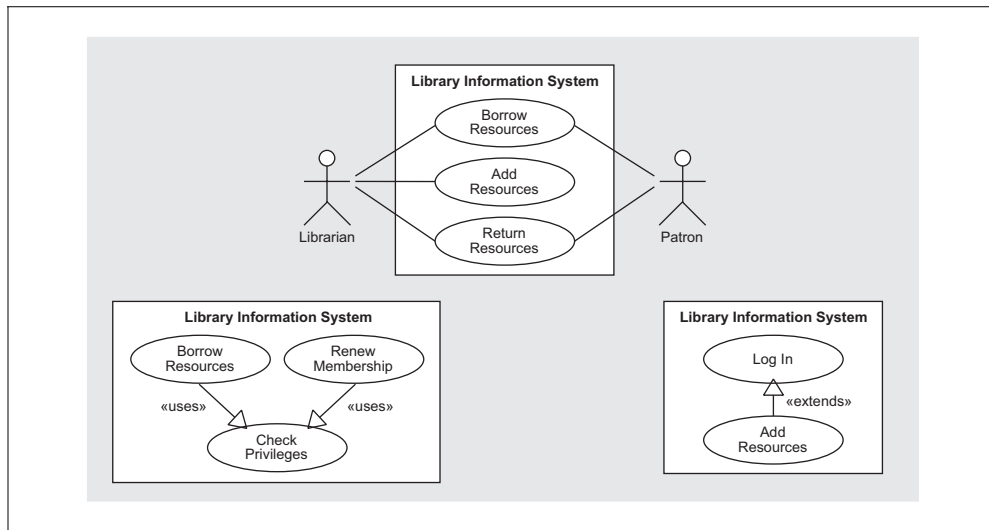 Library Information System
Borrow
Resources
Add
Resources
Return
Resources
Librarian
Patron
Library Information System
Borrow
Resources
Renew
Membership
«uses»
«uses»
Check
Privileges
Library Information System
Log In
«extends»
Add
Resources